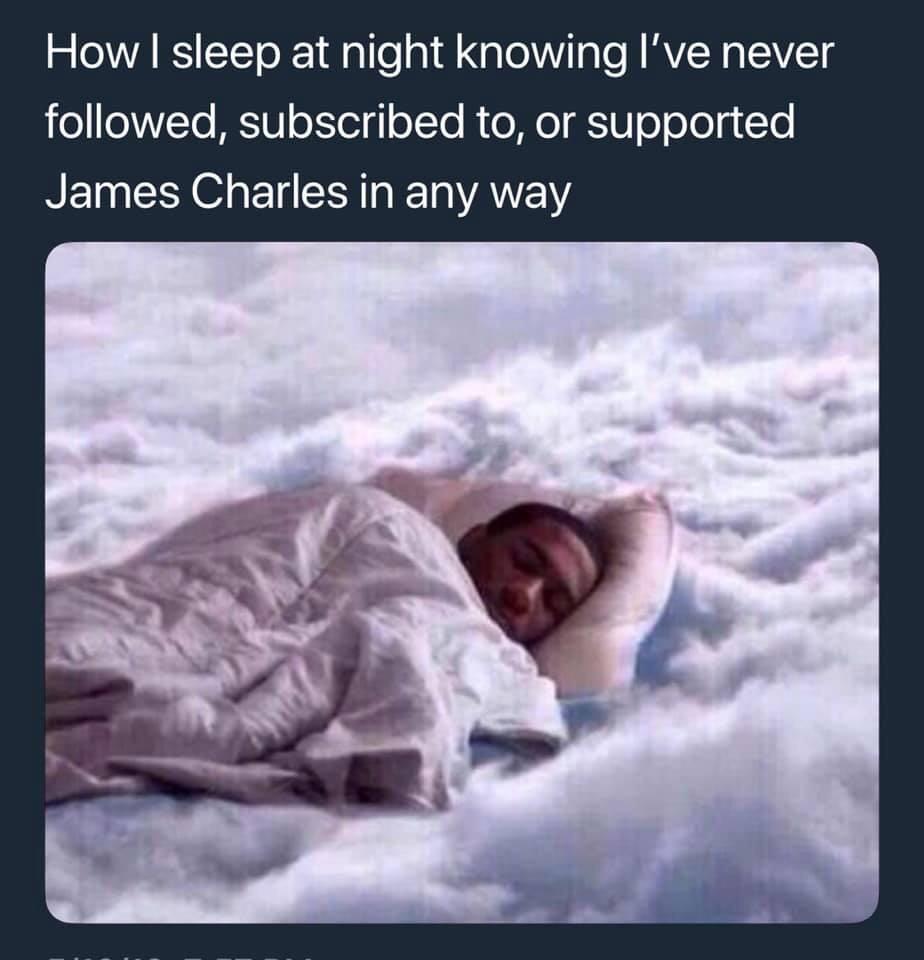 How I sleep at night knowing I’ve never
followed, subscribed to, or supported
James Charles in any way